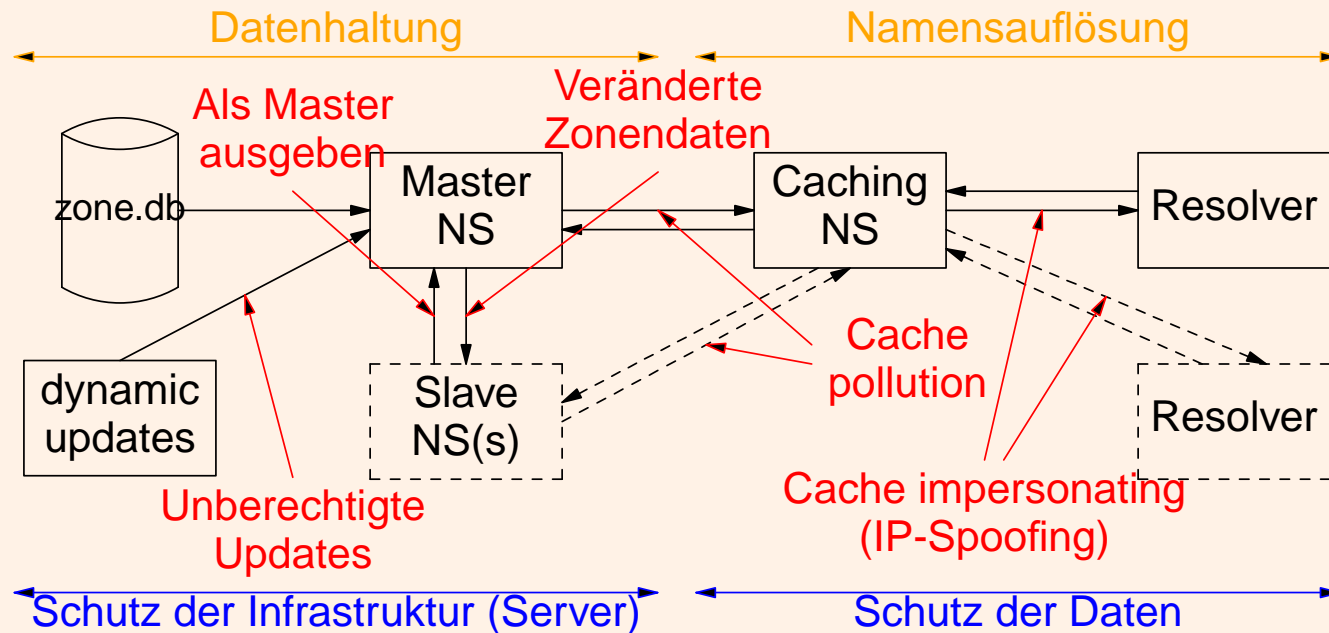 Datenhaltung
Namensauflösung
Als Master
ausgeben
Veränderte
Zonendaten
zone.db
Master
NS
Caching
NS
Resolver
dynamic
updates
Slave
NS(s)
Cache
pollution
Resolver
Unberechtigte
Updates
Cache impersonating
(IP-Spoofing)
Schutz der Infrastruktur (Server)
Schutz der Daten